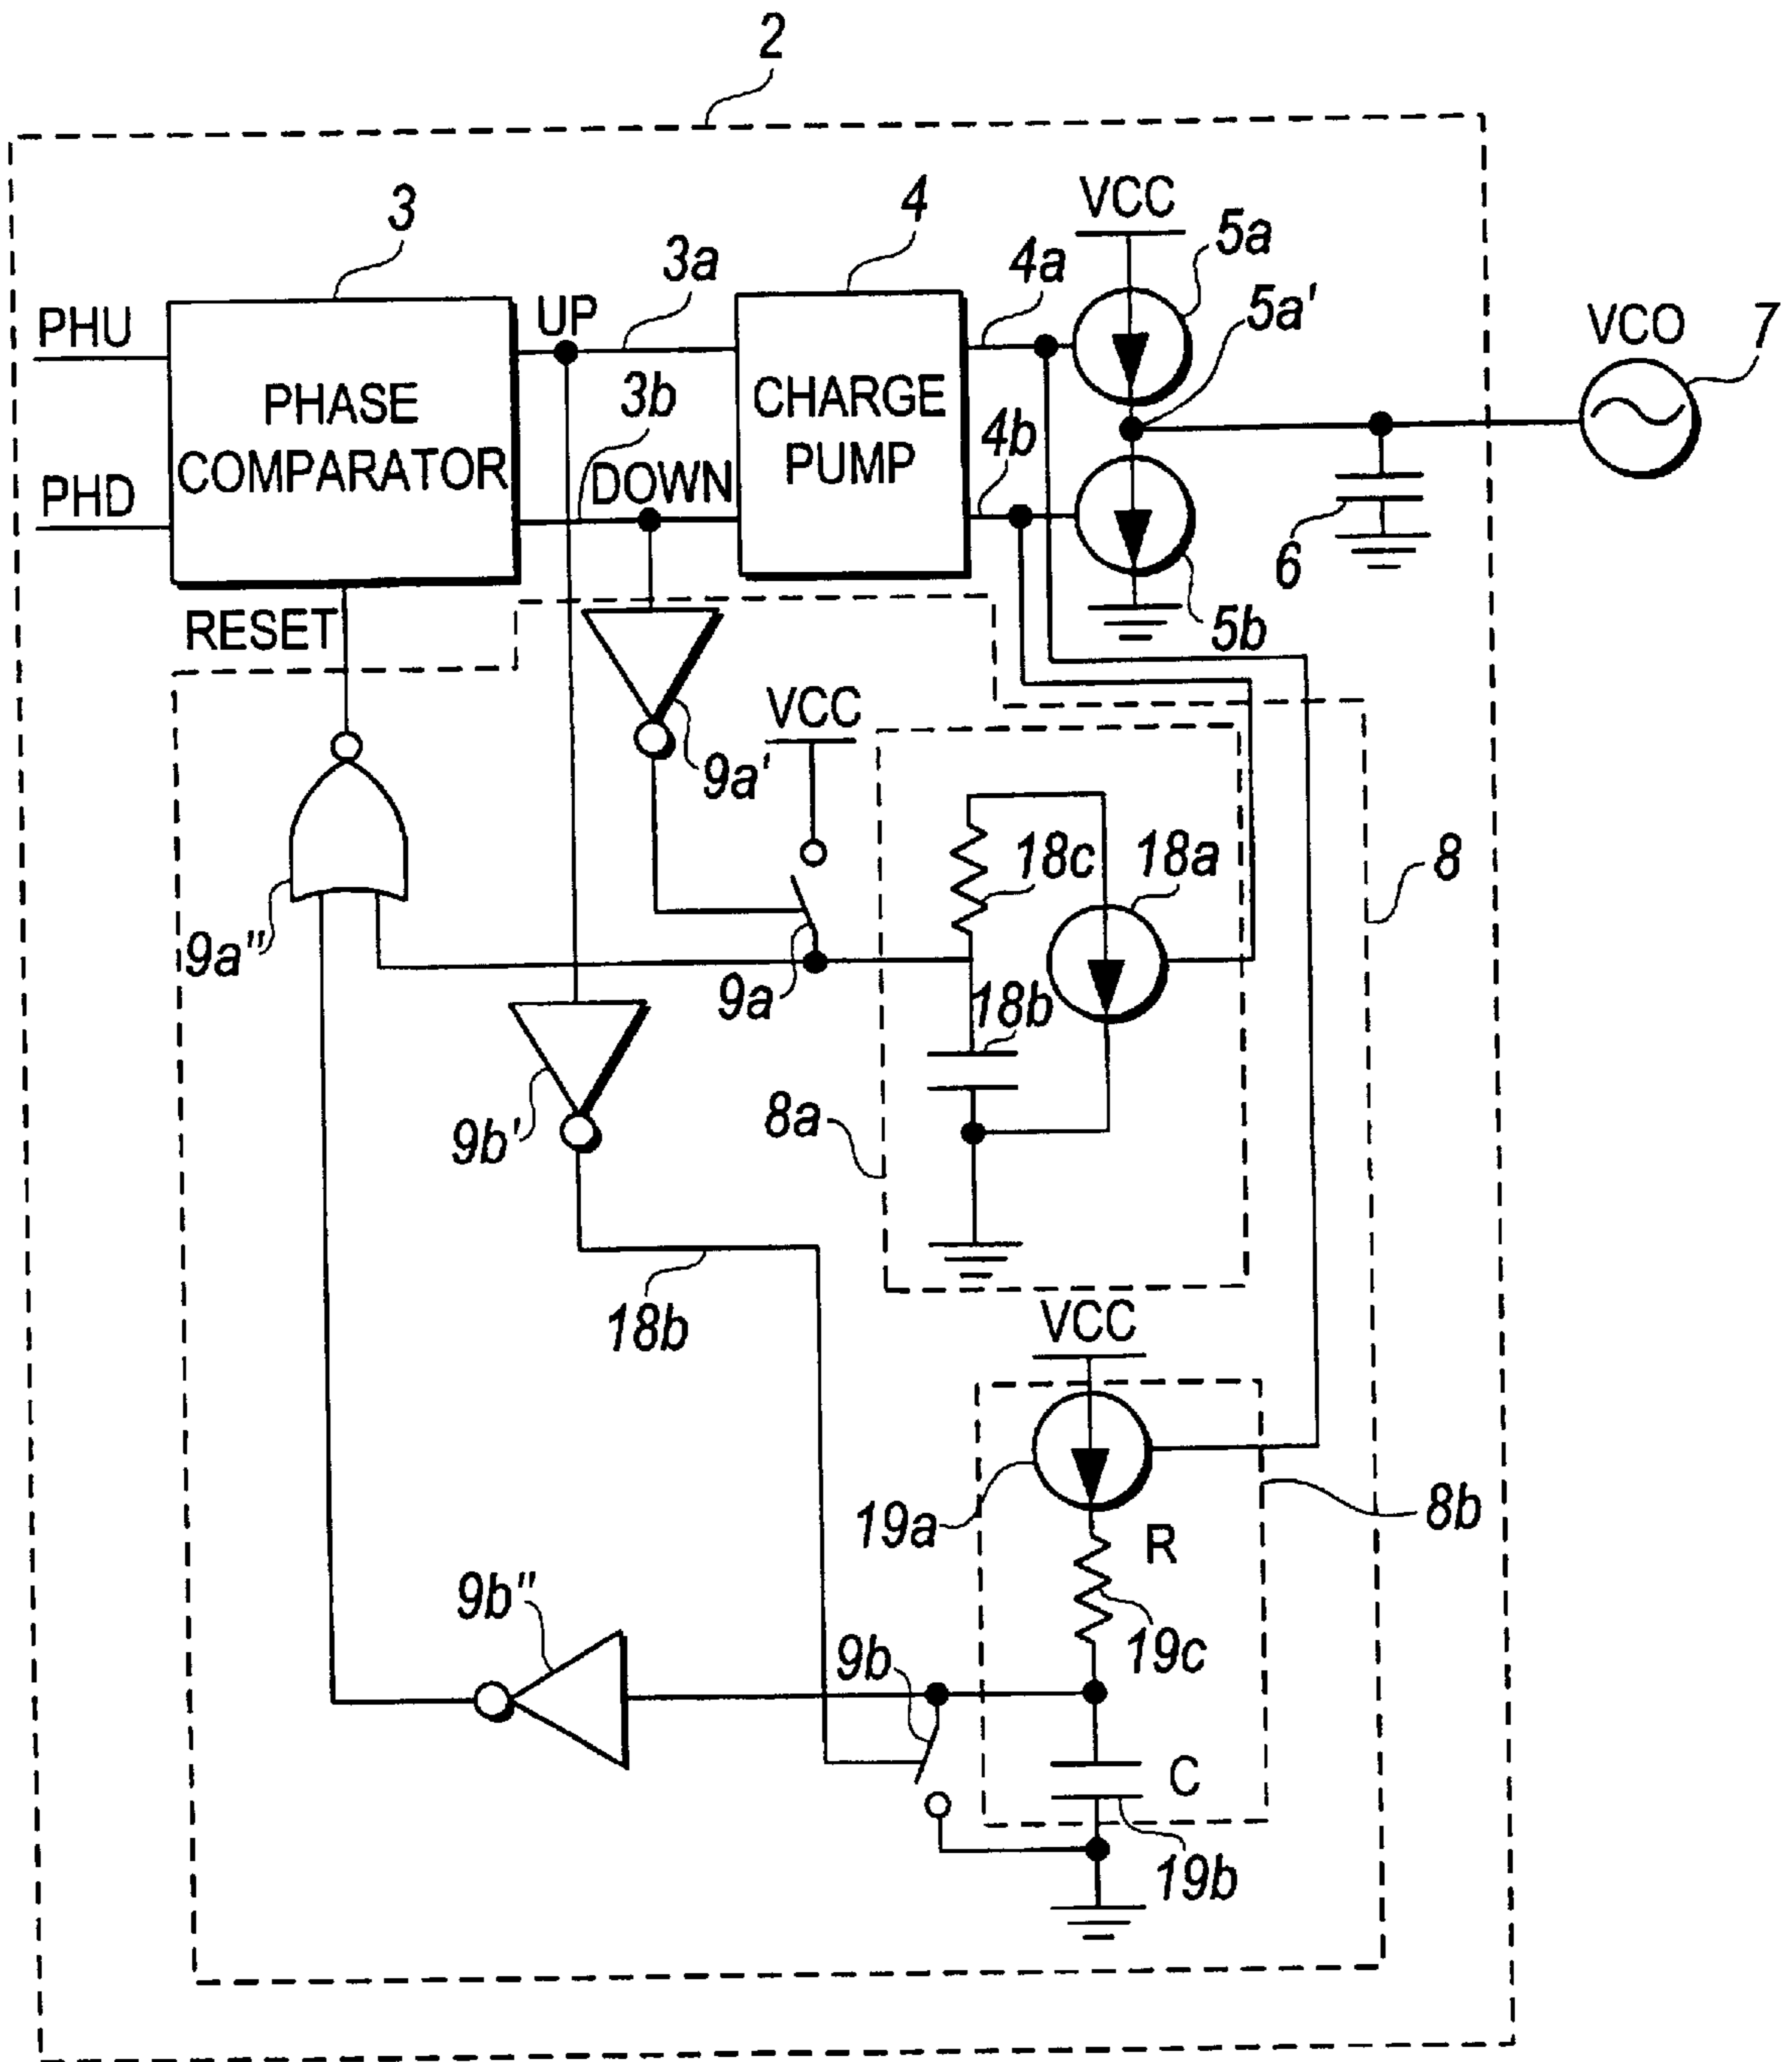 2
3
4
VCC
5a
3a
4a
5a'
PHU
UP
VCO
7
PHASE
COMPARATOR
3b
CHARGE
PUMP
4b
PHD
DOWN
6
RESET
5b
VCC
9a'
18c
18a
8
9a"
9a
18b
8a
9b'
18b
VCC
19a
R
8b
9b"
9b
19c
C
19b